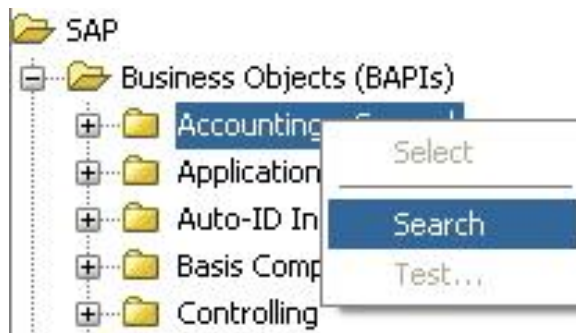 SAP
Business Objects (BAPIs)
Accounting
Select
Application
Auto-ID In
Search
Basis Comp
Test...
Controlling